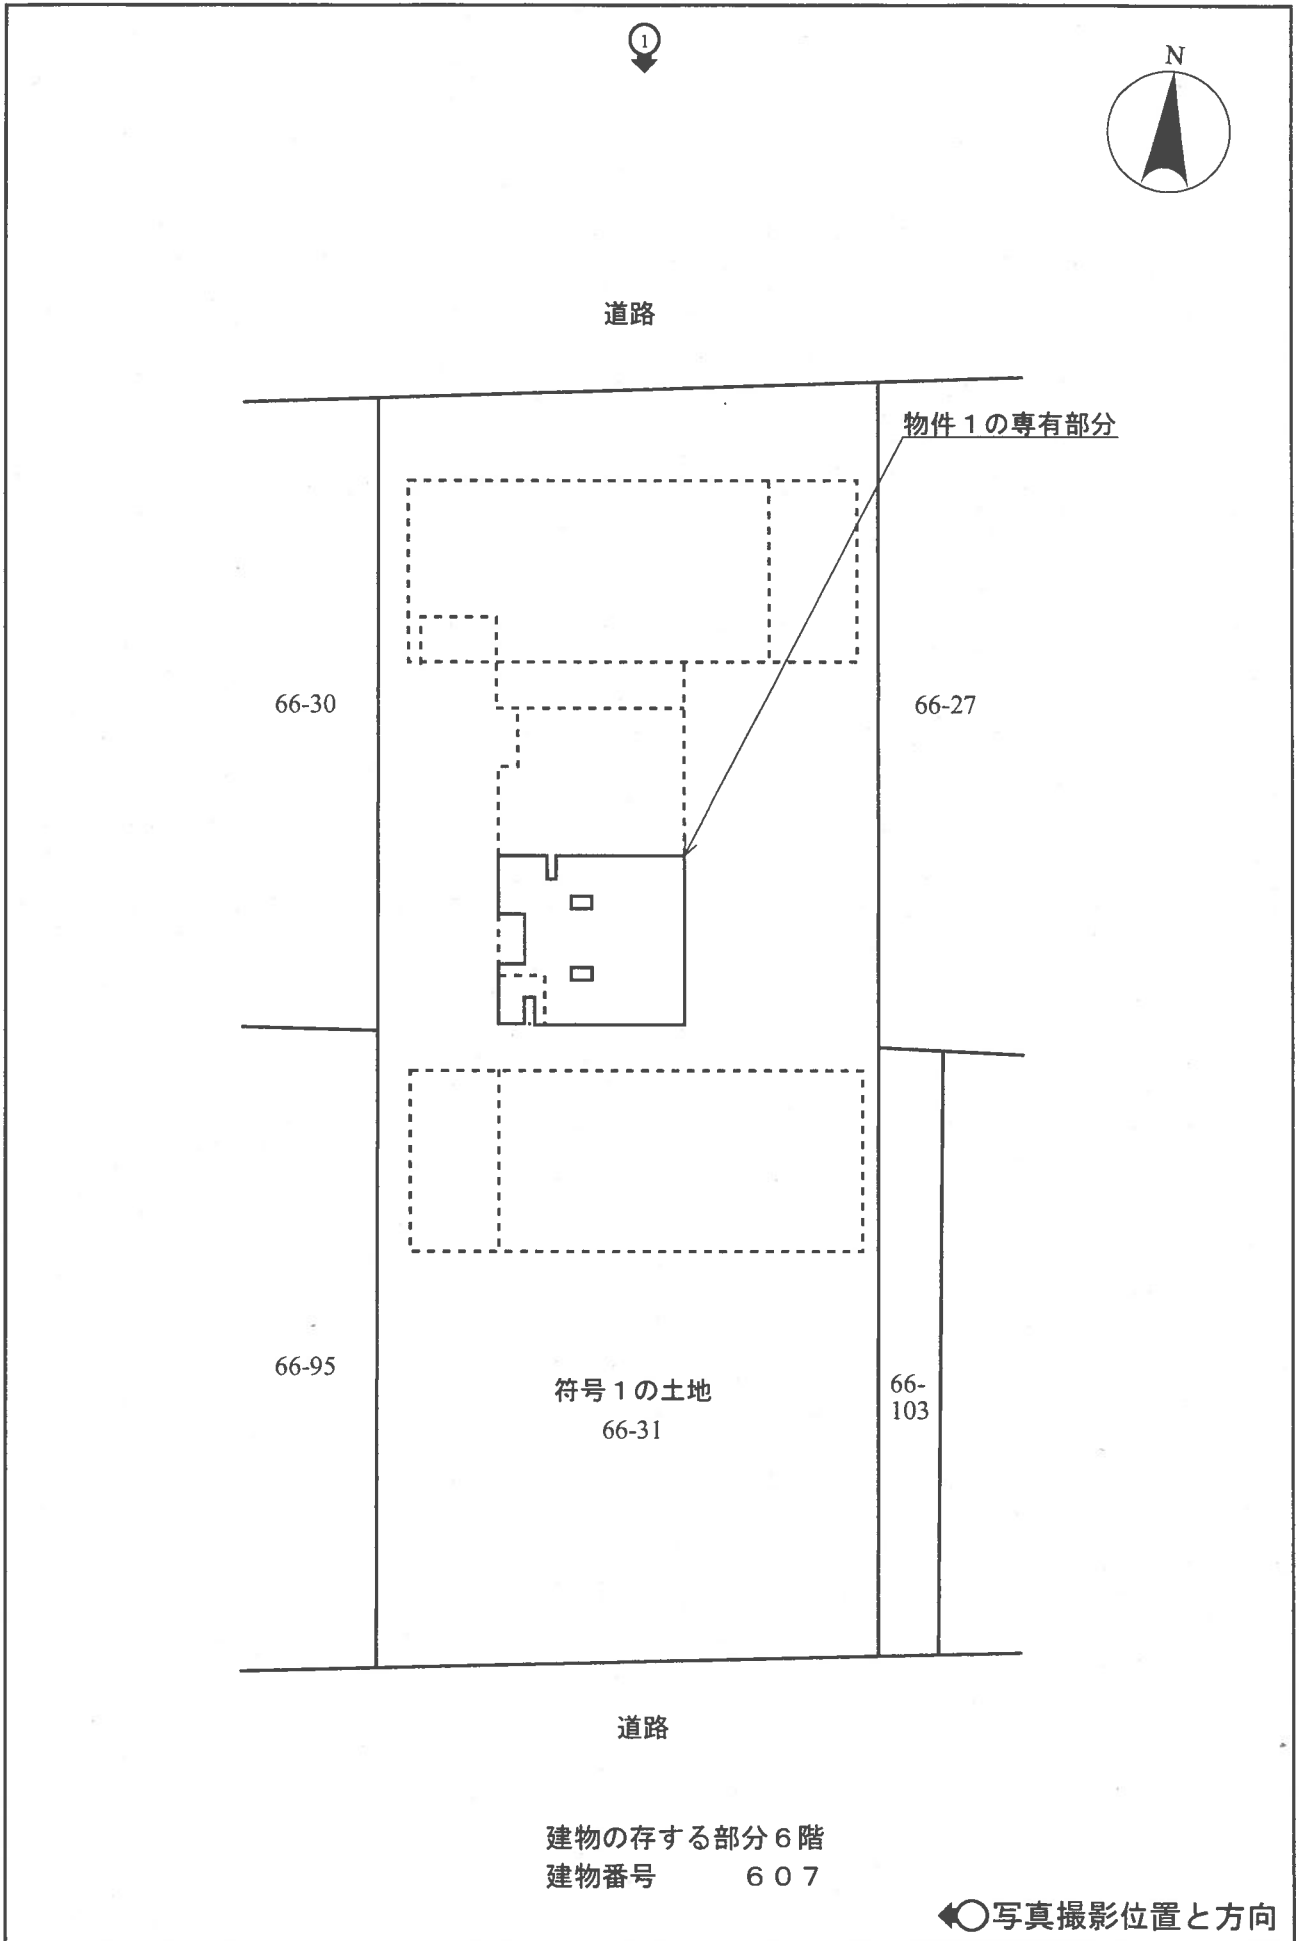 1
N
道路
物件１の専有部分
66-30
66-27
66-95
符号１の土地
66-31
66-
103
道路
建物の存する部分６階
建物番号　　　６０７
写真撮影位置と方向